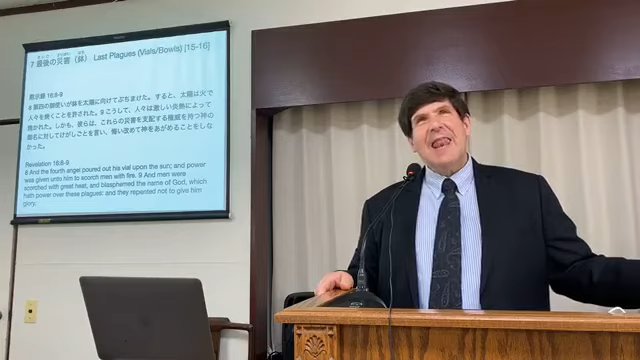 7 最後の災害（鉢） Last Plagues (Vials/Bowls) [15-16]
黙示録 16:8-9
8 第四の御使いが鉢を太陽に向けてぶちまけた。すると、太陽は火で
人々を焼くことを許された。9 こうして、人々は激しい炎熱によって
焼かれた。しかも、彼らは、これらの災害を支配する権威を持つ神の
御名に対してけがしごとを言い、悔い改めて神をあがめることをしな
かった。
Revelation 16:8-9
8 And the fourth angel poured out his vial upon the sun; and power
was given unto him to scorch men with fire. 9 And men were
scorched with great heat, and blasphemed the name of God, which
hath power over these plagues: and they repented not to give him
glory.